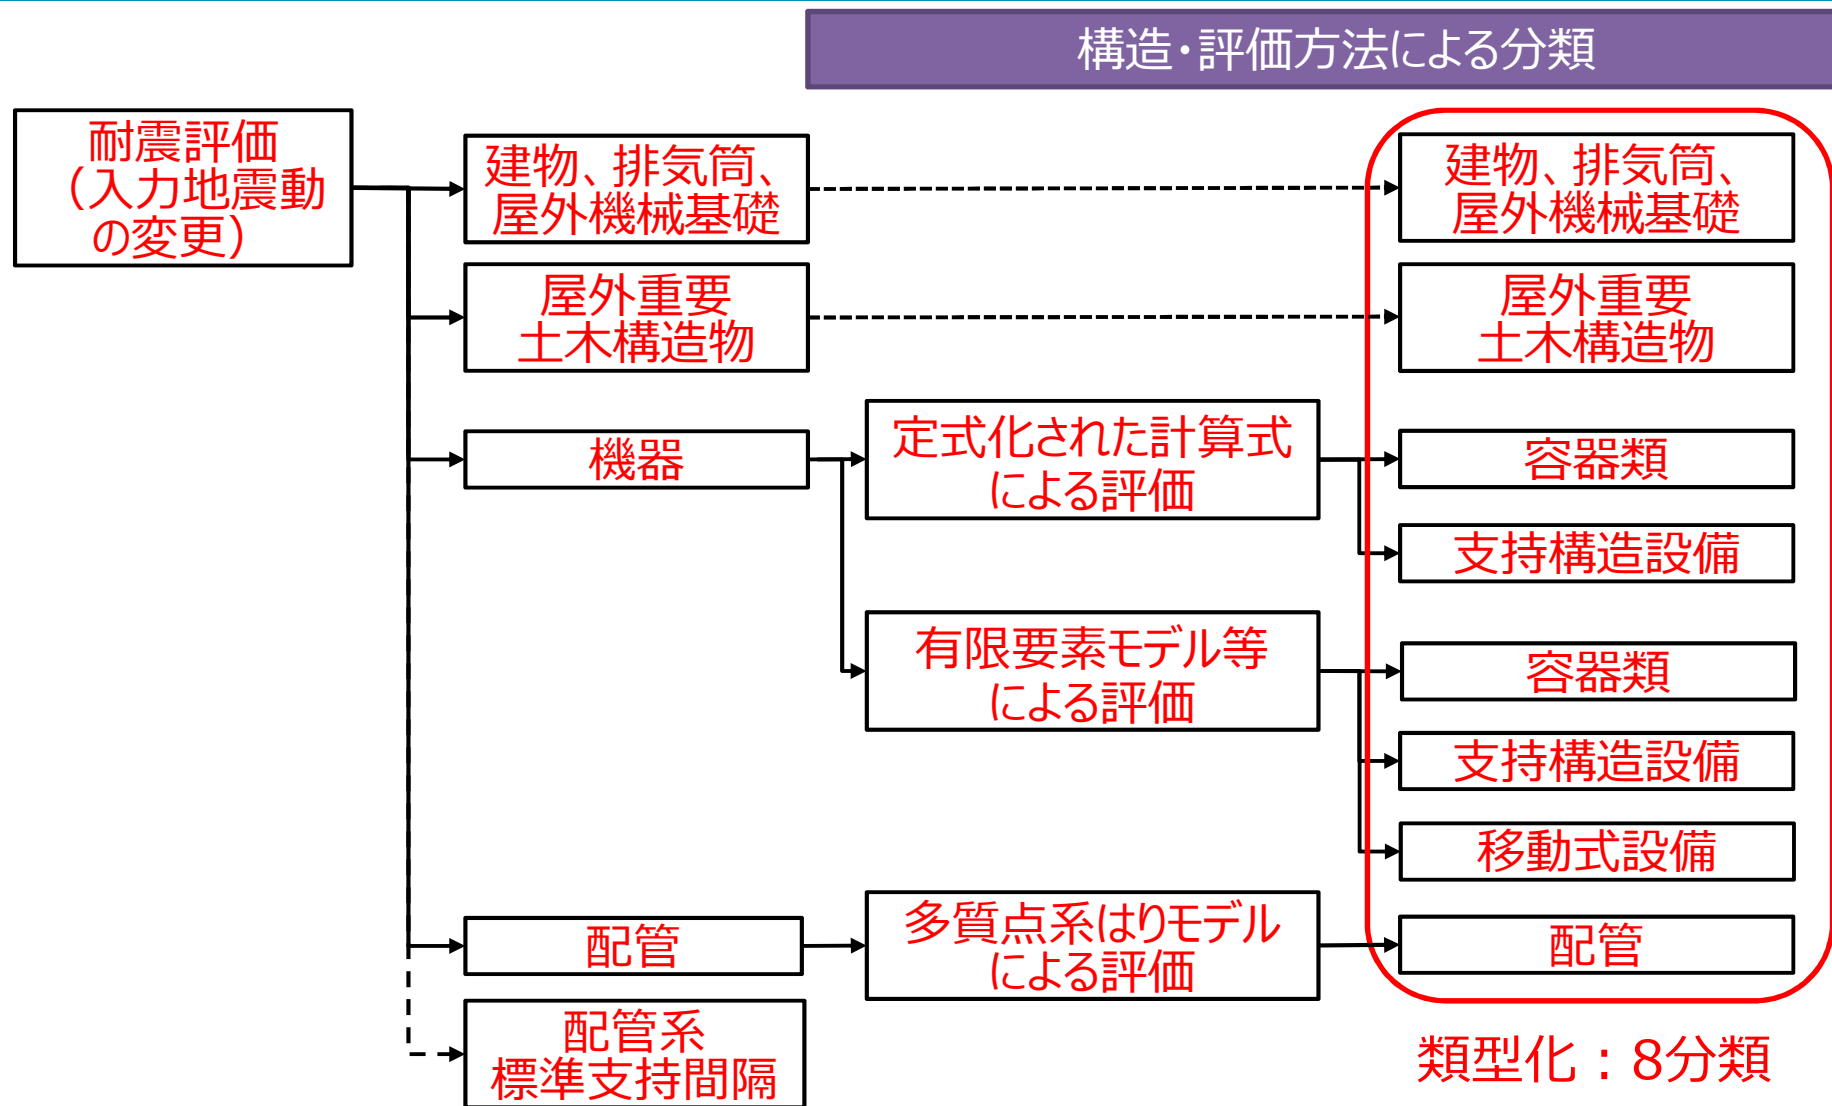 構造・評価方法による分類
耐震評価
（入力地震動
の変更）
建物、排気筒、
屋外機械基礎
建物、排気筒、
屋外機械基礎
屋外重要
土木構造物
屋外重要
土木構造物
機器
定式化された計算式
による評価
容器類
支持構造設備
有限要素モデル等
による評価
容器類
支持構造設備
移動式設備
配管
多質点系はりモデル
による評価
配管
配管系
標準支持間隔
類型化：8分類